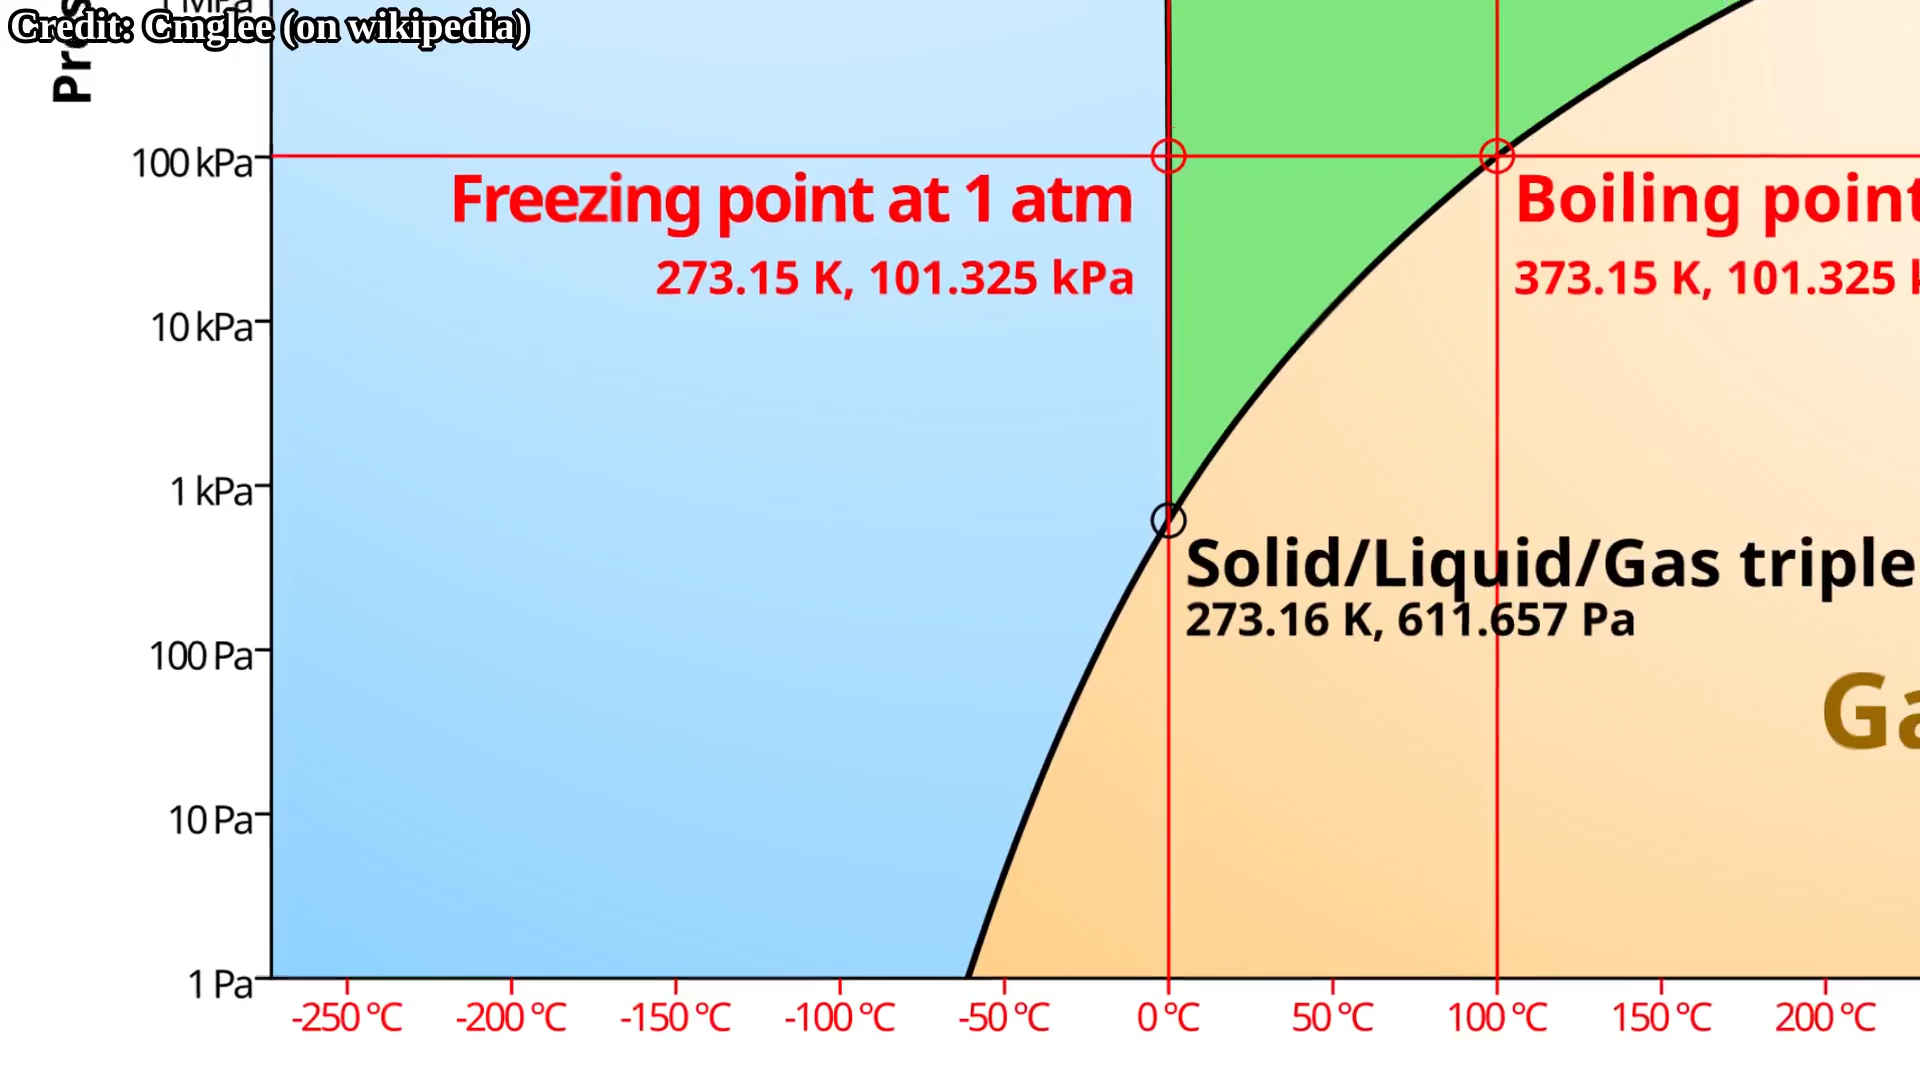 Credit: Cmglee (on wikipedia)
100 kPa
Freezing point at 1 atm
273.15 K, 101.325 kPa
Boiling point
373.15 K, 101.325
10 kPa
1 kPa
Solid/Liquid/Gas triple
273.16 K, 611.657 Pa
100 Pa
10 Pa
1 Pa
-250 °C -200 °C -150 °C -100 °C -50 °C 0 °C 50 °C 100 °C 150 °C 200 °C